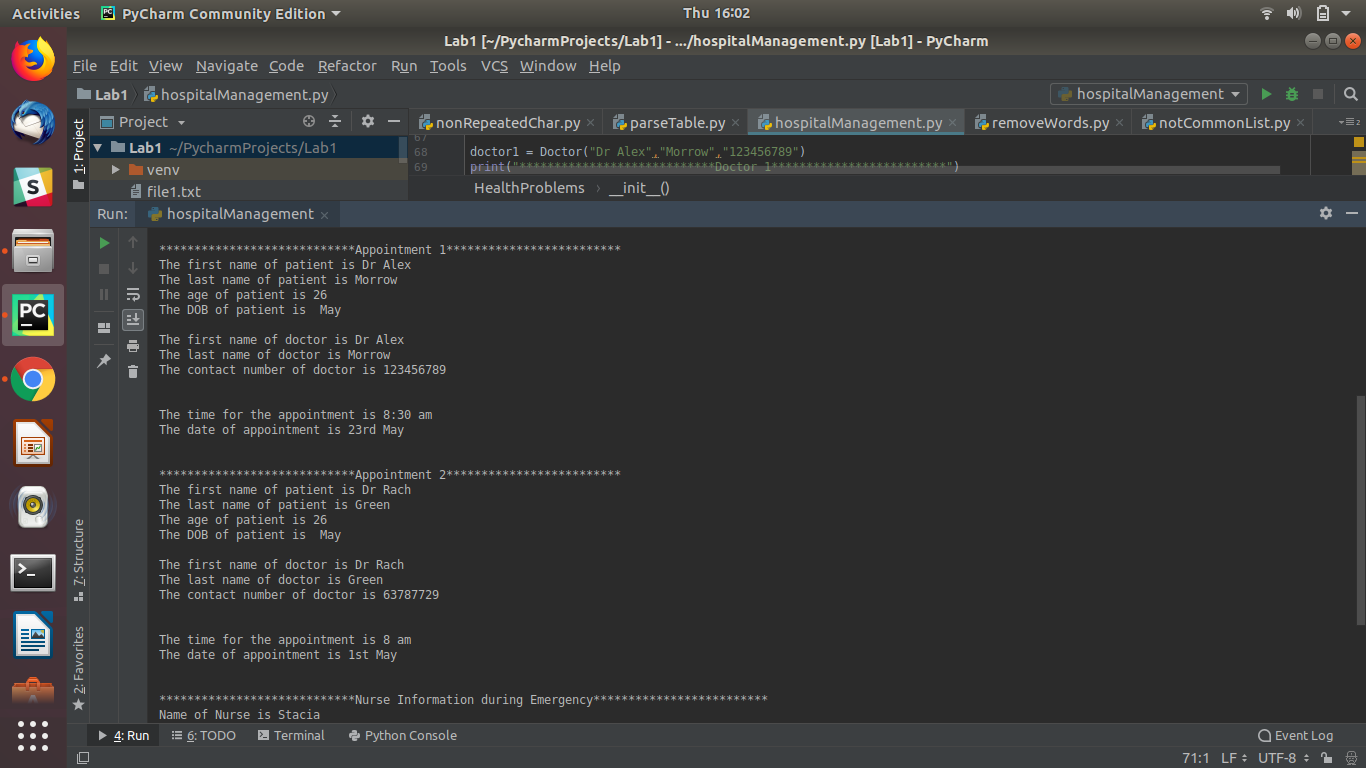 Activities PyCharm Community Edition Thu 16:02
Lab1 [~/PycharmProjects/Lab1] - .../hospitalManagement.py [Lab1] - PyCharm
File Edit View Navigate Code Refactor Run Tools VCS Window Help
Lab1 hospitalManagement.py hospitalManagement
1: Project
Project nonRepeatedChar.py parseTable.py hospitalManagement.py removeWords.py notCommonList.py
Lab1 ~/PycharmProjects/Lab1
venv
file1.txt
67
68 doctor1 = Doctor("Dr Alex","Morrow","123456789")
69 print("****************************Doctor 1*************************")
HealthProblems › __init__()
Run: hospitalManagement
****************************Appointment 1*************************
The first name of patient is Dr Alex
The last name of patient is Morrow
The age of patient is 26
The DOB of patient is  May
The first name of doctor is Dr Alex
The last name of doctor is Morrow
The contact number of doctor is 123456789
The time for the appointment is 8:30 am
The date of appointment is 23rd May
****************************Appointment 2*************************
The first name of patient is Dr Rach
The last name of patient is Green
The age of patient is 26
The DOB of patient is  May
The first name of doctor is Dr Rach
The last name of doctor is Green
The contact number of doctor is 63787729
The time for the appointment is 8 am
The date of appointment is 1st May
****************************Nurse Information during Emergency*************************
Name of Nurse is Stacia
7: Structure
2: Favorites
4: Run 6: TODO Terminal Python Console Event Log
71:1 LF UTF-8
PC
S